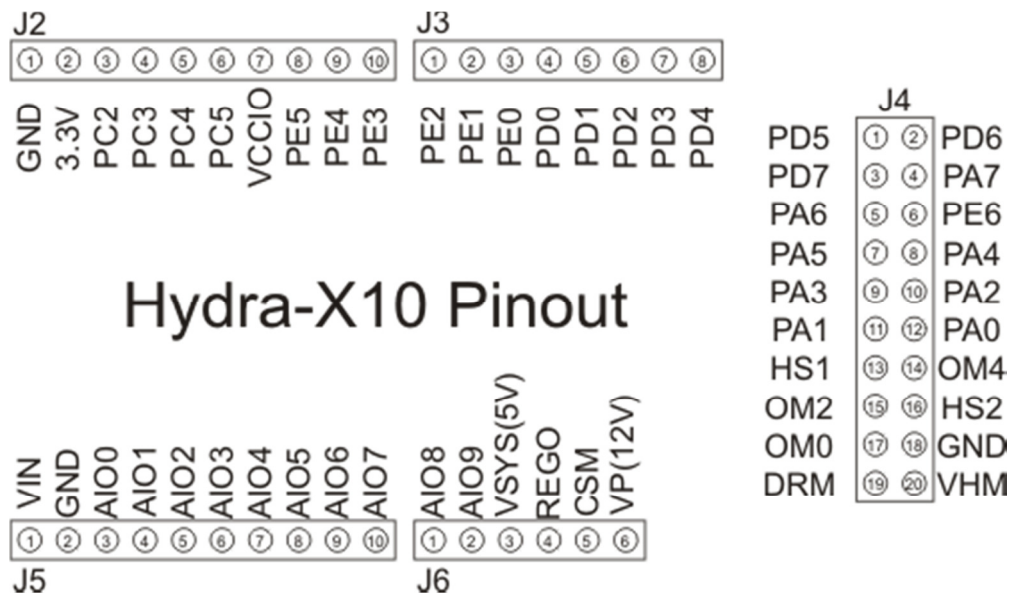 J2 J3
1 2 3 4 5 6 7 8 9 10 1 2 3 4 5 6 7 8
GND 3.3V PC2 PC3 PC4 PC5 VCCIO PE5 PE4 PE3 PE2 PE1 PE0 PD0 PD1 PD2 PD3 PD4
J4
PD5 1 2 PD6
PD7 3 4 PA7
PA6 5 6 PE6
PA5 7 8 PA4
PA3 9 10 PA2
PA1 11 12 PA0
HS1 13 14 OM4
OM2 15 16 HS2
OM0 17 18 GND
DRM 19 20 VHM
Hydra-X10 Pinout
VIN GND AIO0 AIO1 AIO2 AIO3 AIO4 AIO5 AIO6 AIO7 AIO8 AIO9 VSYS(5V) REGO CSM VP(12V)
1 2 3 4 5 6 7 8 9 10 1 2 3 4 5 6
J5 J6